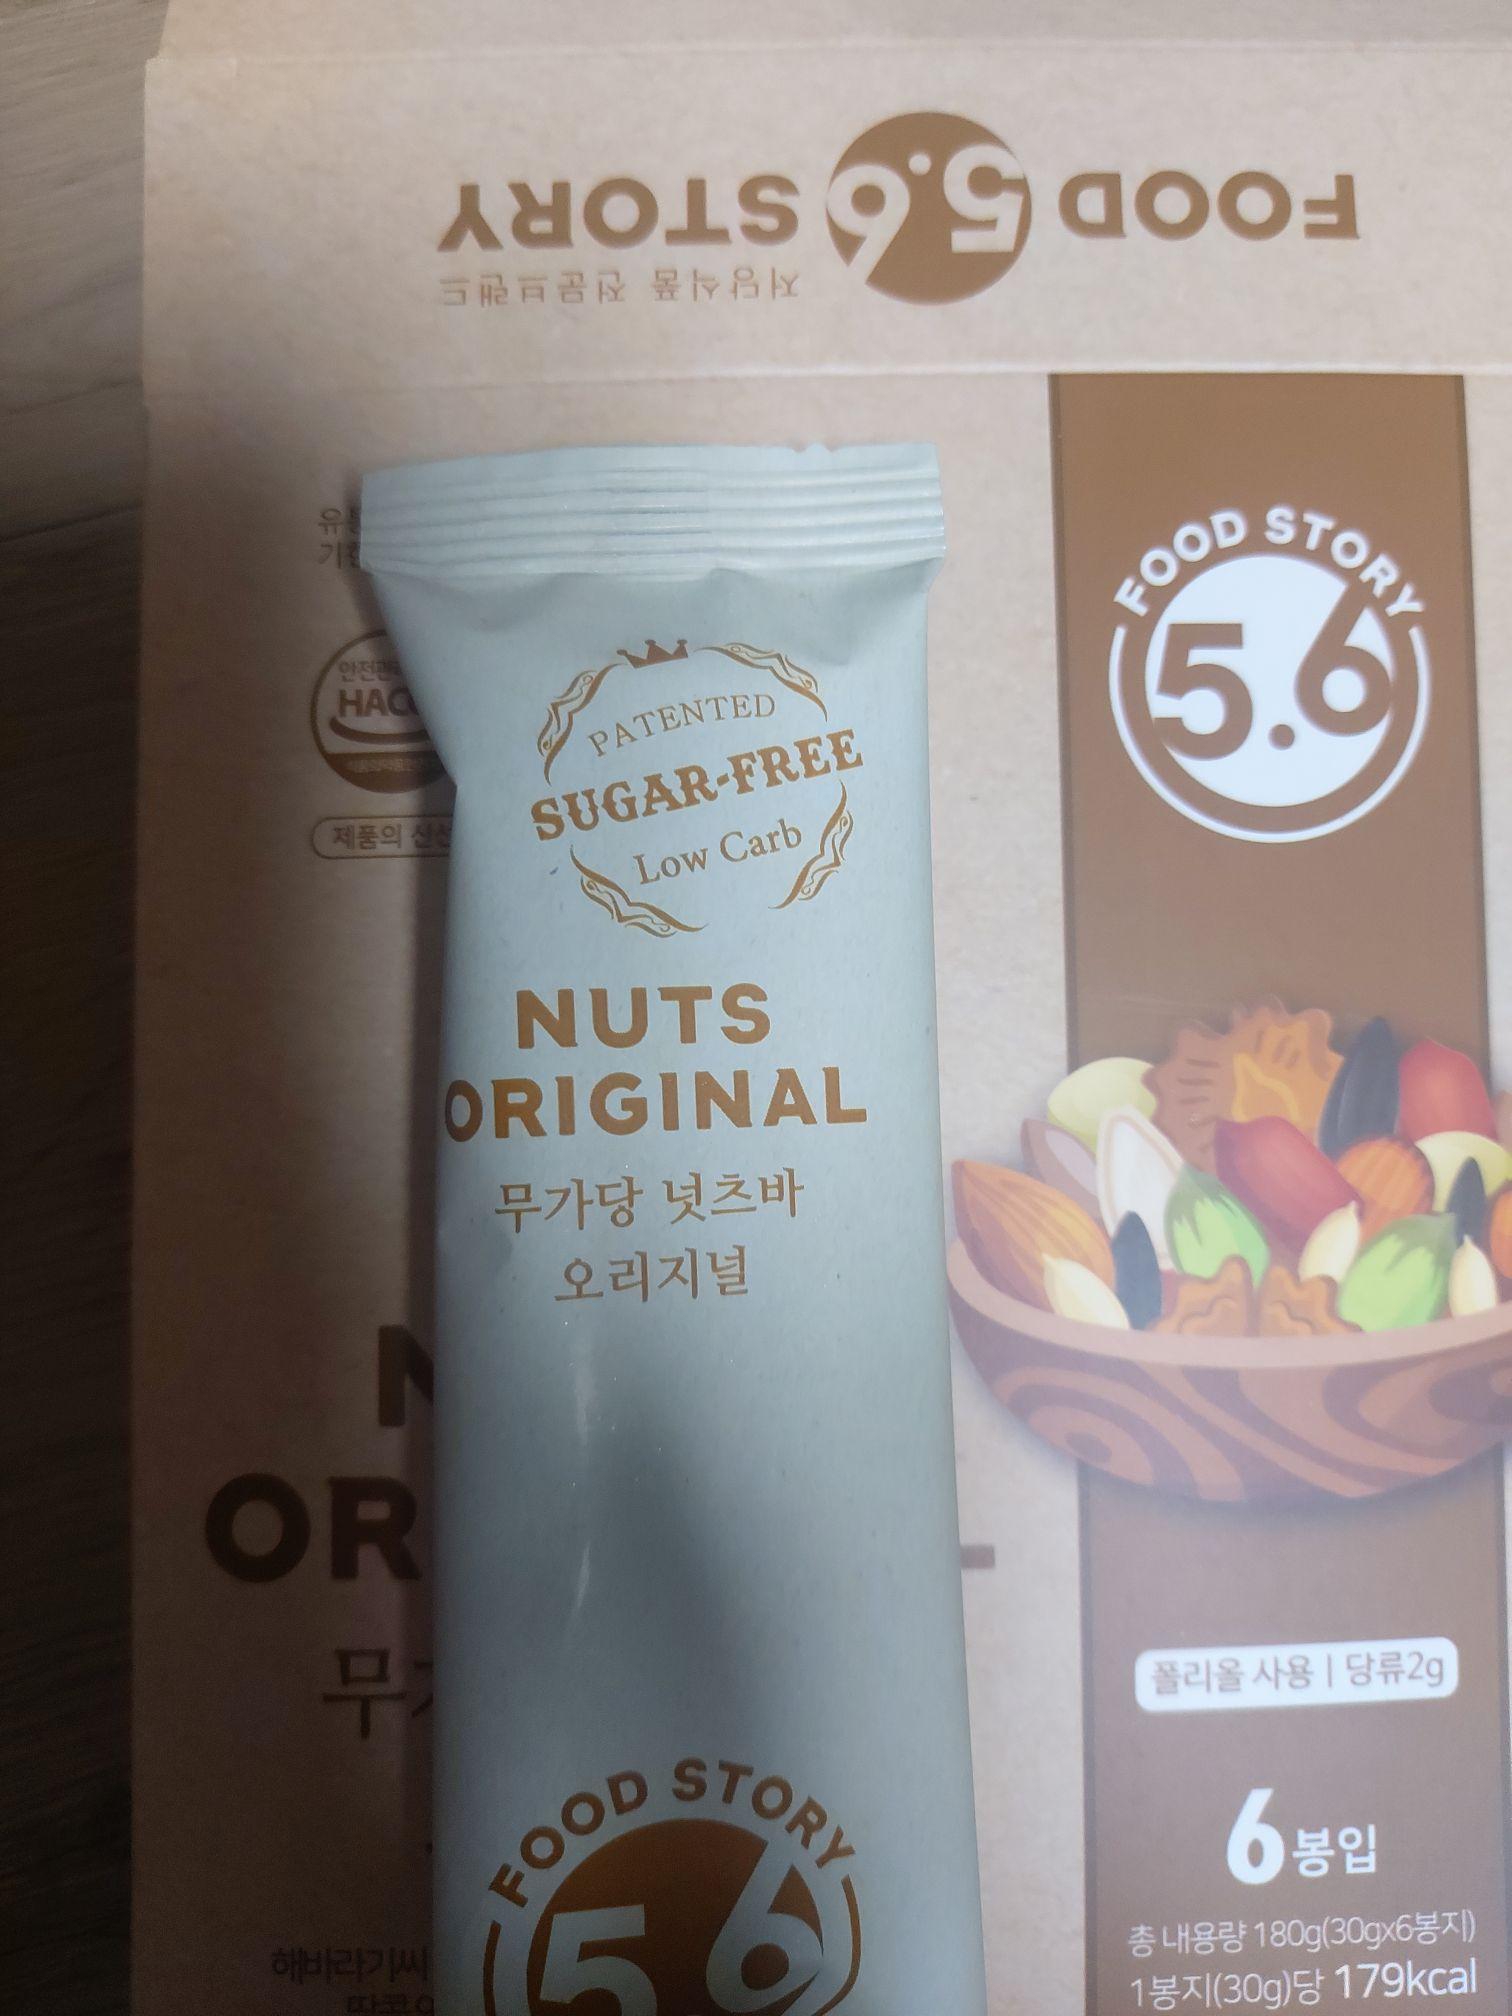 FOOD 5.6 STORY
저당식품 전문브랜드
HACC
제품의 신선
PATENTED
SUGAR-FREE
Low Carb
NUTS
ORIGINAL
무가당 넛츠바
오리지널
FOOD STORY
5.6
N
OR
L
무가
해바라기씨
FOOD STORY
5.6
폴리올 사용 | 당류2g
6봉입
총 내용량 180g(30gx6봉지)
1봉지(30g)당 179kcal